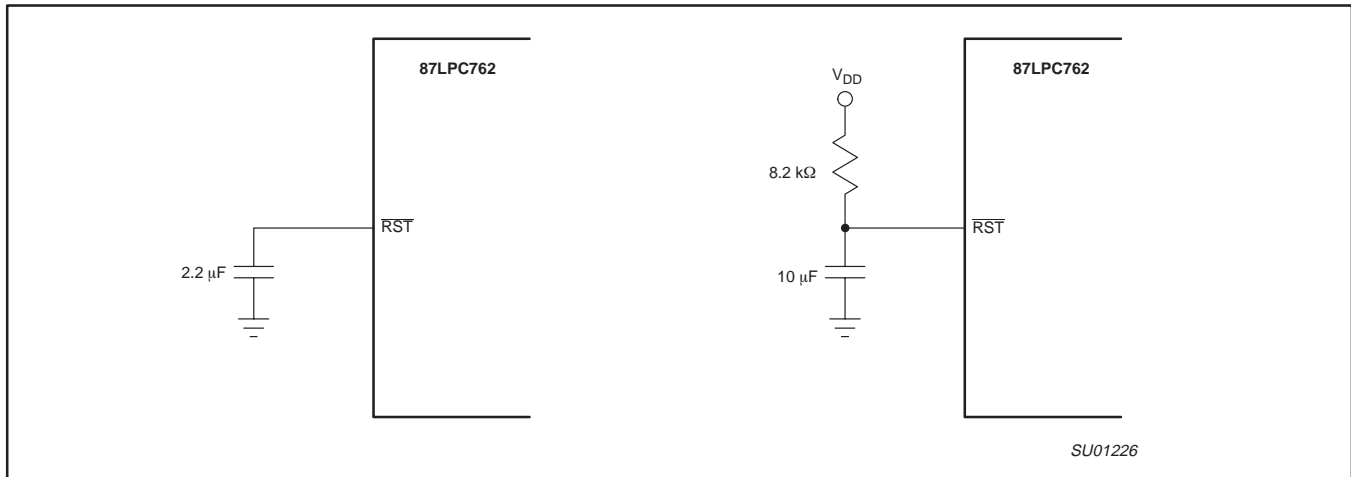 87LPC762
RST
2.2 μF
87LPC762
VDD
8.2 kΩ
RST
10 μF
SU01226